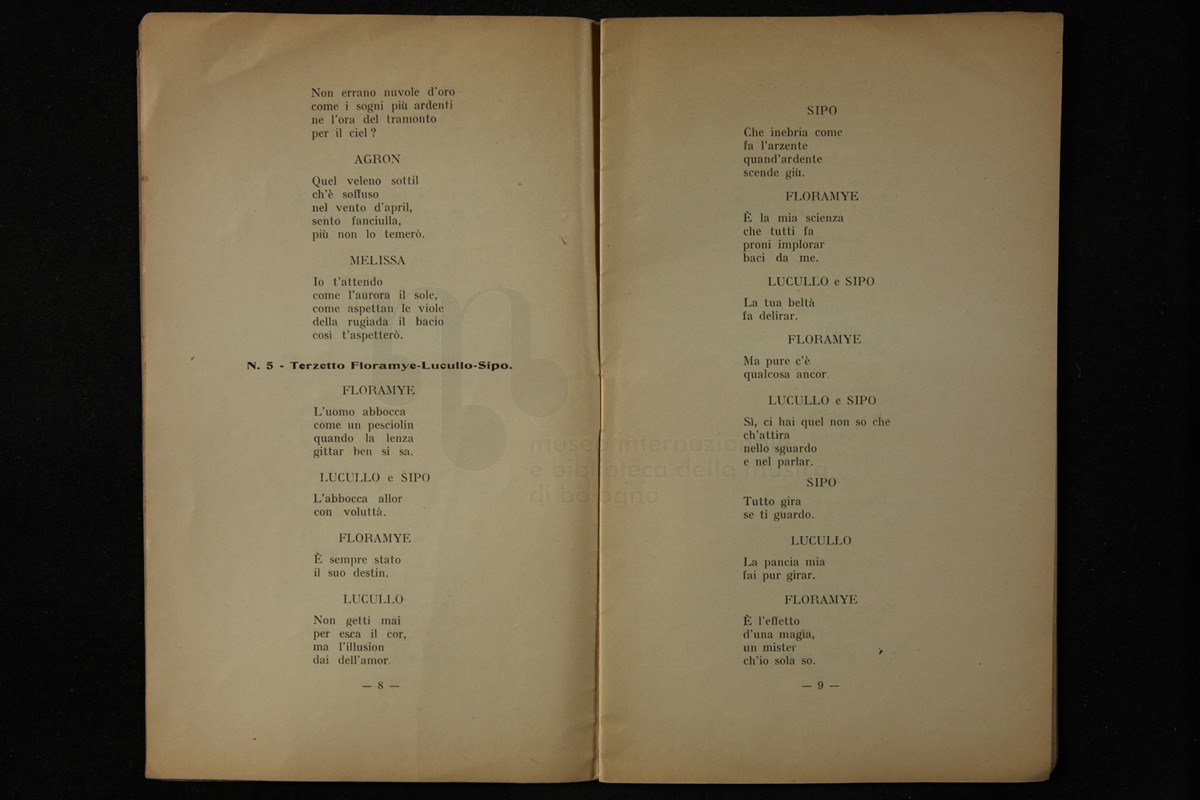 Non errano nuvole d'oro
come i sogni più ardenti
ne l'ora del tramonto
per il ciel ?
AGRON
Quel veleno sottil
ch'è soffuso
nel vento d'april,
sento fanciulla,
più non lo temerò.
MELISSA
Io t'attendo
come l'aurora il sole,
come aspettan le viole
della rugiada il bacio
così t'aspetterò.
N. 5 - Terzetto Floramye-Lucullo-Sipo.
FLORAMYE
L'uomo abbocca
come un pesciolin
quando la lenza
gittar ben si sa.
LUCULLO e SIPO
L'abbocca allor
con voluttà.
FLORAMYE
È sempre stato
il suo destin.
LUCULLO
Non getti mai
per esca il cor,
ma l'illusion
dai dell'amor.
— 8 —
SIPO
Che inebria come
fa l'arzente
quand'ardente
scende giù.
FLORAMYE
È la mia scienza
che tutti fa
proni implorar
baci da me.
LUCULLO e SIPO
La tua beltà
fa delirar.
FLORAMYE
Ma pure c'è
qualcosa ancor.
LUCULLO e SIPO
Sì, ci hai quel non so che
ch'attira
nello sguardo
e nel parlar.
SIPO
Tutto gira
se ti guardo.
LUCULLO
La pancia mia
fai pur girar.
FLORAMYE
È l'effetto
d'una magia,
un mister
ch'io sola so.
— 9 —
museo internazionale
e biblioteca della musica
di bologna